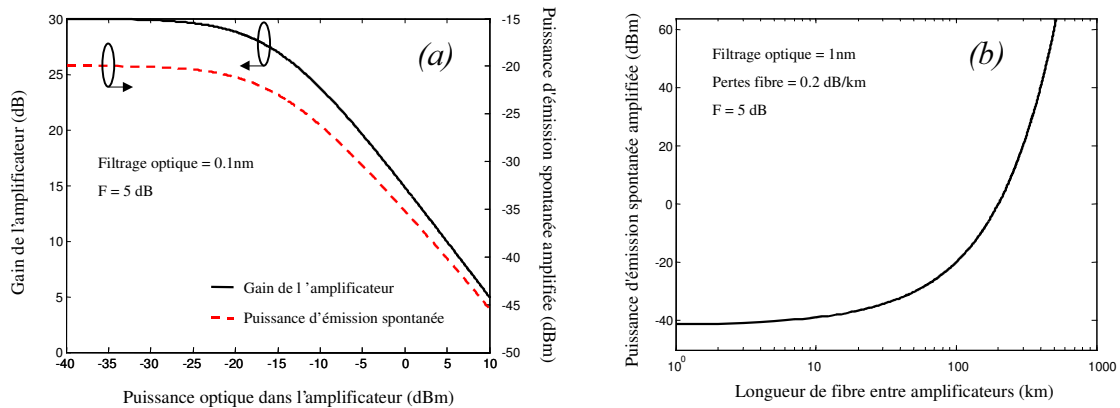 30
25
20
15
10
5
0
Gain de l'amplificateur (dB)
(a)
Filtrage optique = 0.1nm
F = 5 dB
Gain de l 'amplificateur
Puissance d'émission spontanée
-15
-20
-25
-30
-35
-40
-45
-50
Puissance d'émission spontanée
amplifiée (dBm)
-40 -35 -30 -25 -20 -15 -10 -5 0 5 10
Puissance optique dans l'amplificateur (dBm)
60
40
20
0
-20
-40
Puissance d'émission spontanée amplifiée (dBm)
Filtrage optique = 1nm
Pertes fibre = 0.2 dB/km
F = 5 dB
(b)
10⁰ 10 100 1000
Longueur de fibre entre amplificateurs (km)